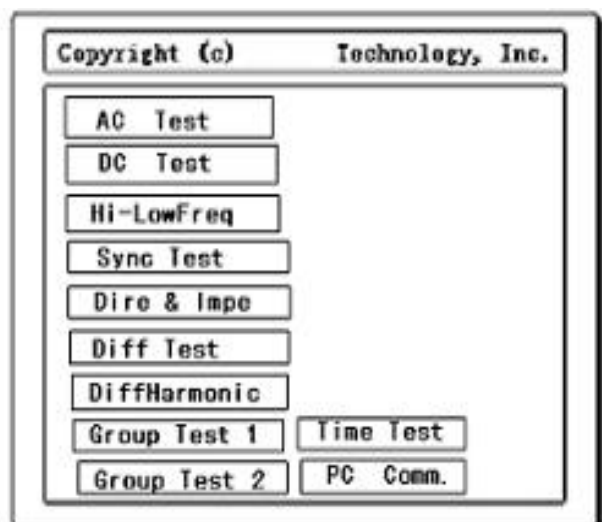 Copyright (c) Technology, Inc.
AC Test
DC Test
Hi-LowFreq
Sync Test
Dire & Impe
Diff Test
DiffHarmonic
Group Test 1 Time Test
Group Test 2 PC Comm.